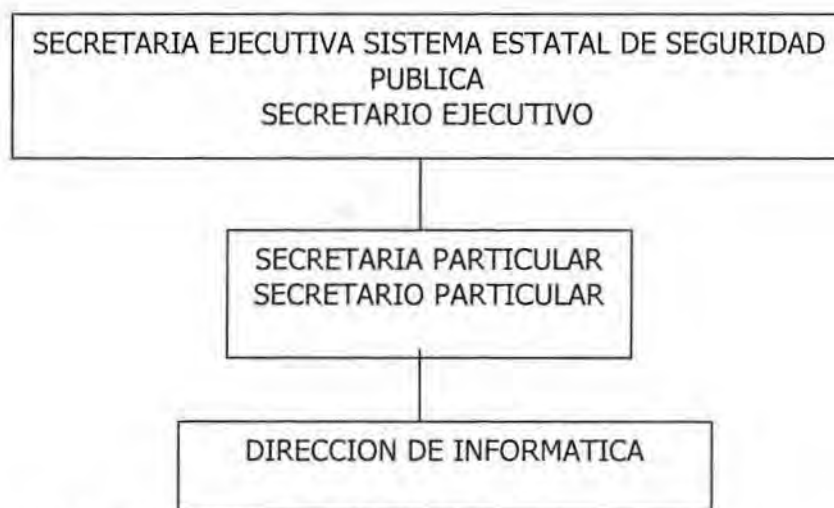 SECRETARIA EJECUTIVA SISTEMA ESTATAL DE SEGURIDAD
PUBLICA
SECRETARIO EJECUTIVO
SECRETARIA PARTICULAR
SECRETARIO PARTICULAR
DIRECCION DE INFORMATICA